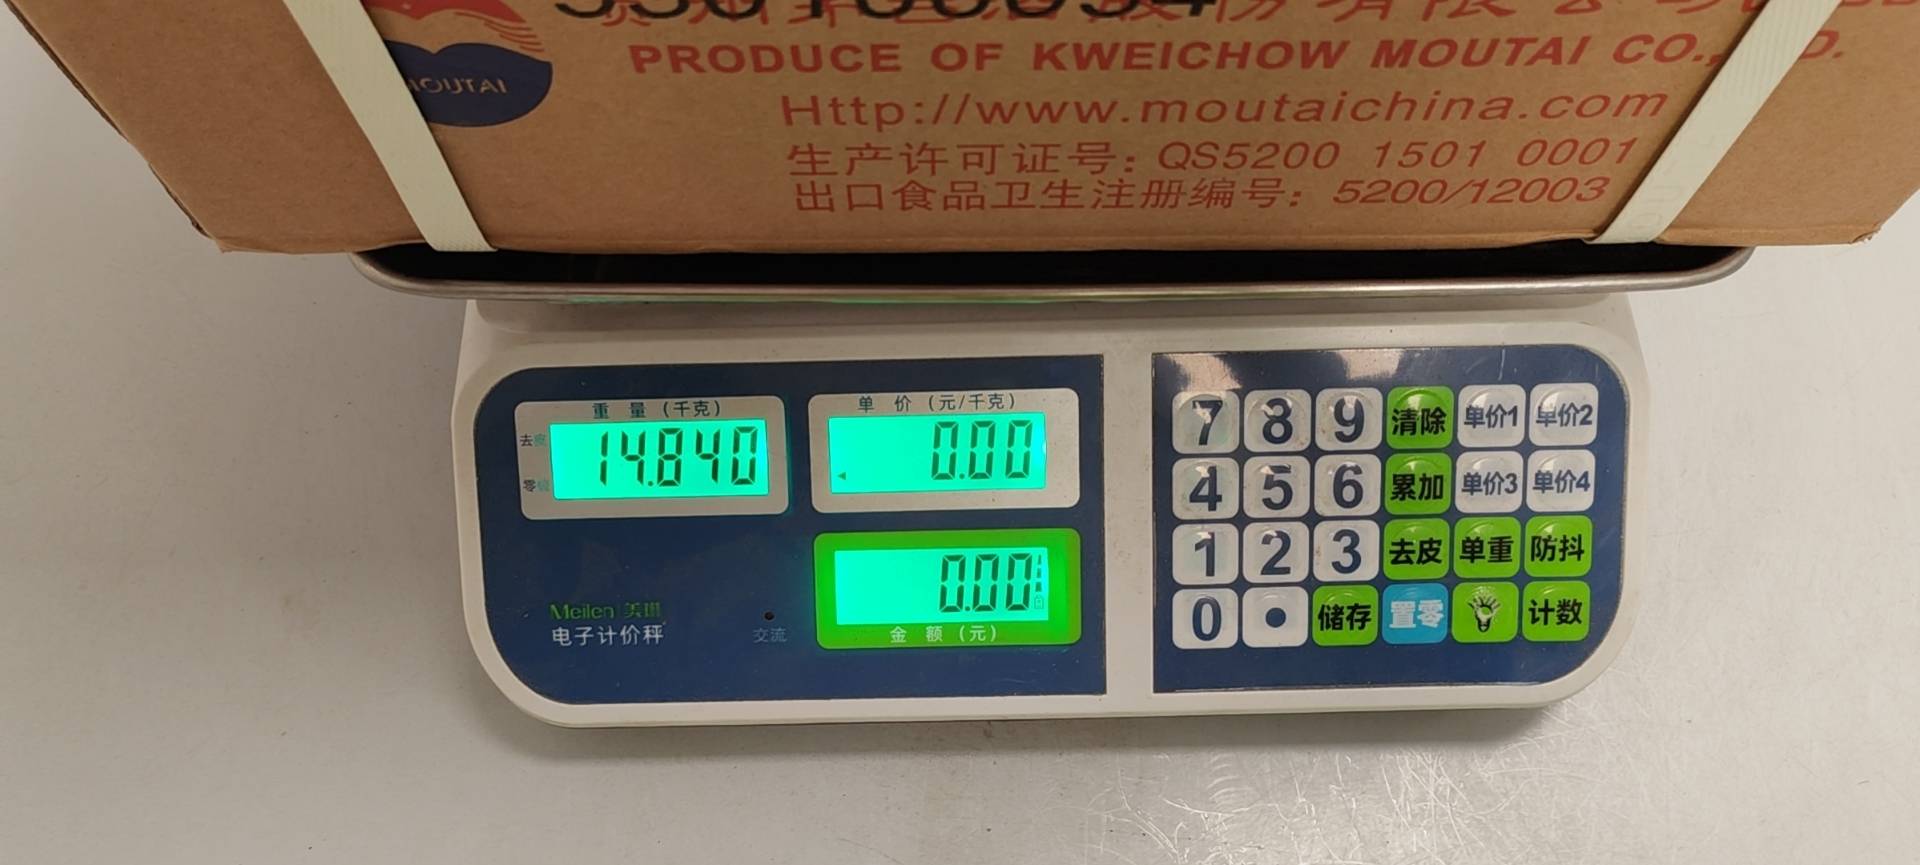 PRODUCE OF KWEICHOW MOUTAI CO.,
MOUTAI
Http://www.moutaichina.com
生产许可证号: QS5200 1501 0001
出口食品卫生注册编号: 5200/12003
重 量 (千克)
单 价 (元/千克)
去皮
14.840
0.00
零
0.00
金 额 (元)
Meilen 美琳
电子计价秤
交流
7 8 9 清除 单价1 单价2
4 5 6 累加 单价3 单价4
1 2 3 去皮 单重 防抖
0 • 储存 置零 计数